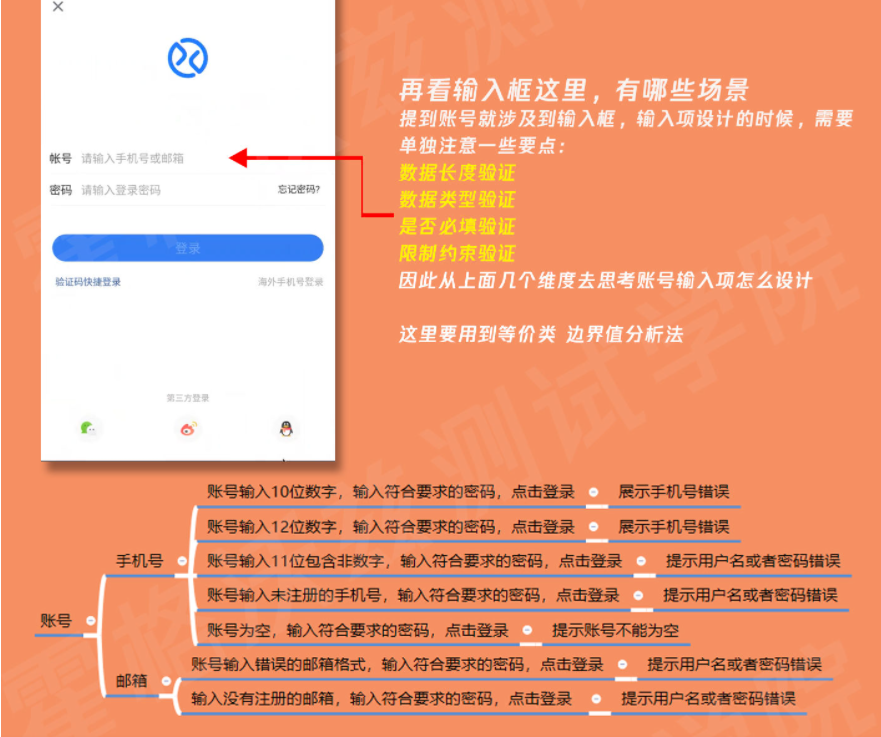 ×
帐号 请输入手机号或邮箱
密码 请输入登录密码 忘记密码?
登录
验证码快捷登录 海外手机号登录
第三方登录
再看输入框这里，有哪些场景
提到账号就涉及到输入框，输入项设计的时候，需要
单独注意一些要点：
数据长度验证
数据类型验证
是否必填验证
限制约束验证
因此从上面几个维度去思考账号输入项怎么设计
这里要用到等价类 边界值分析法
账号
手机号
账号输入10位数字，输入符合要求的密码，点击登录 展示手机号错误
账号输入12位数字，输入符合要求的密码，点击登录 展示手机号错误
账号输入11位包含非数字，输入符合要求的密码，点击登录 提示用户名或者密码错误
账号输入未注册的手机号，输入符合要求的密码，点击登录 提示用户名或者密码错误
账号为空，输入符合要求的密码，点击登录 提示账号不能为空
邮箱
账号输入错误的邮箱格式，输入符合要求的密码，点击登录 提示用户名或者密码错误
输入没有注册的邮箱，输入符合要求的密码，点击登录 提示用户名或者密码错误